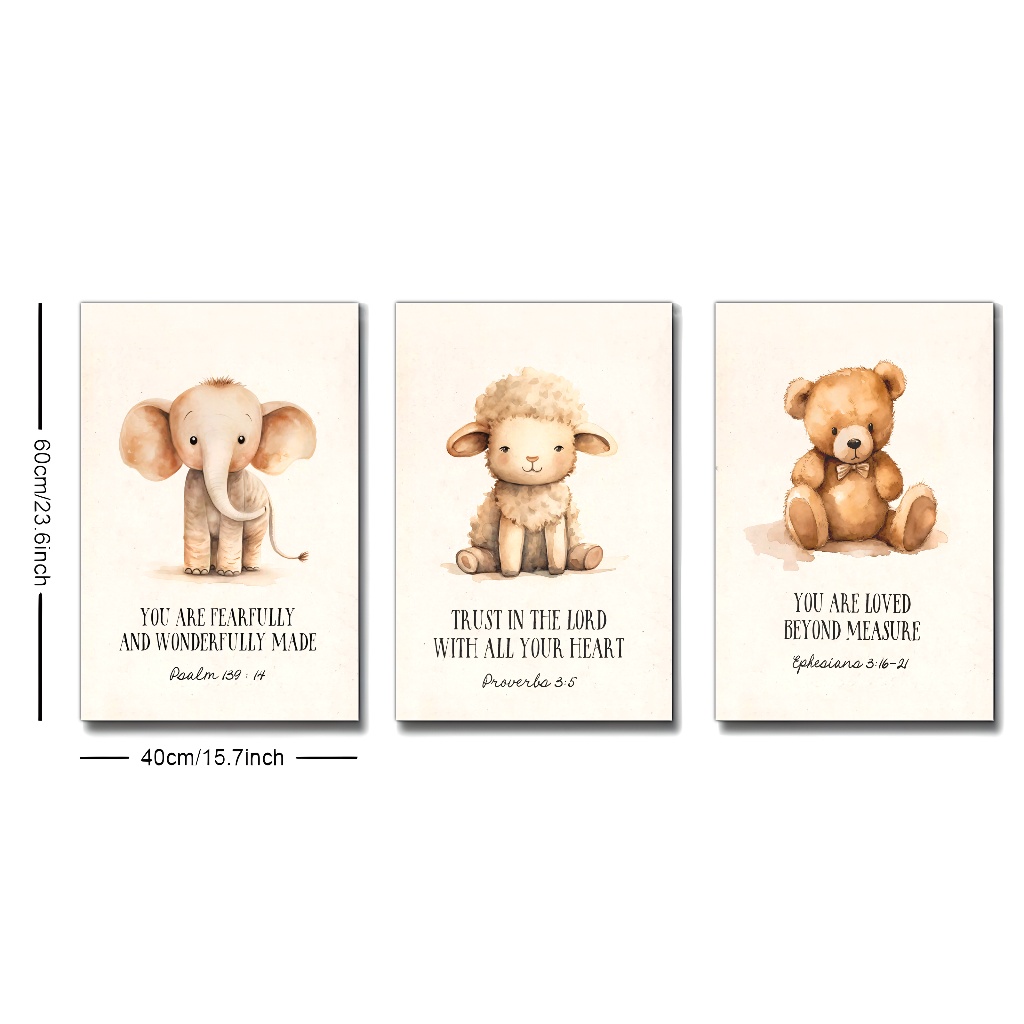 60cm/23.6inch
YOU ARE FEARFULLY
AND WONDERFULLY MADE
Psalm 139 : 14
TRUST IN THE LORD
WITH ALL YOUR HEART
Proverbs 3:5
YOU ARE LOVED
BEYOND MEASURE
Ephesians 3:16-21
40cm/15.7inch